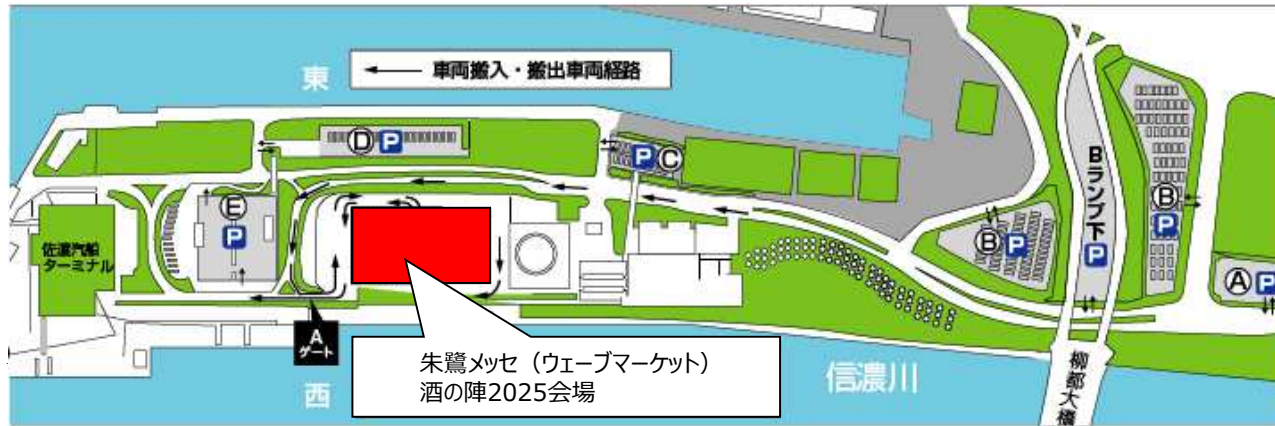 東
車両搬入・搬出車両経路
D P
P C
Bランプ下
P
B
P
E
P
B P
A P
佐渡汽船
ターミナル
A
ゲート
朱鷺メッセ（ウェーブマーケット）
酒の陣2025会場
西
信濃川
柳都大橋